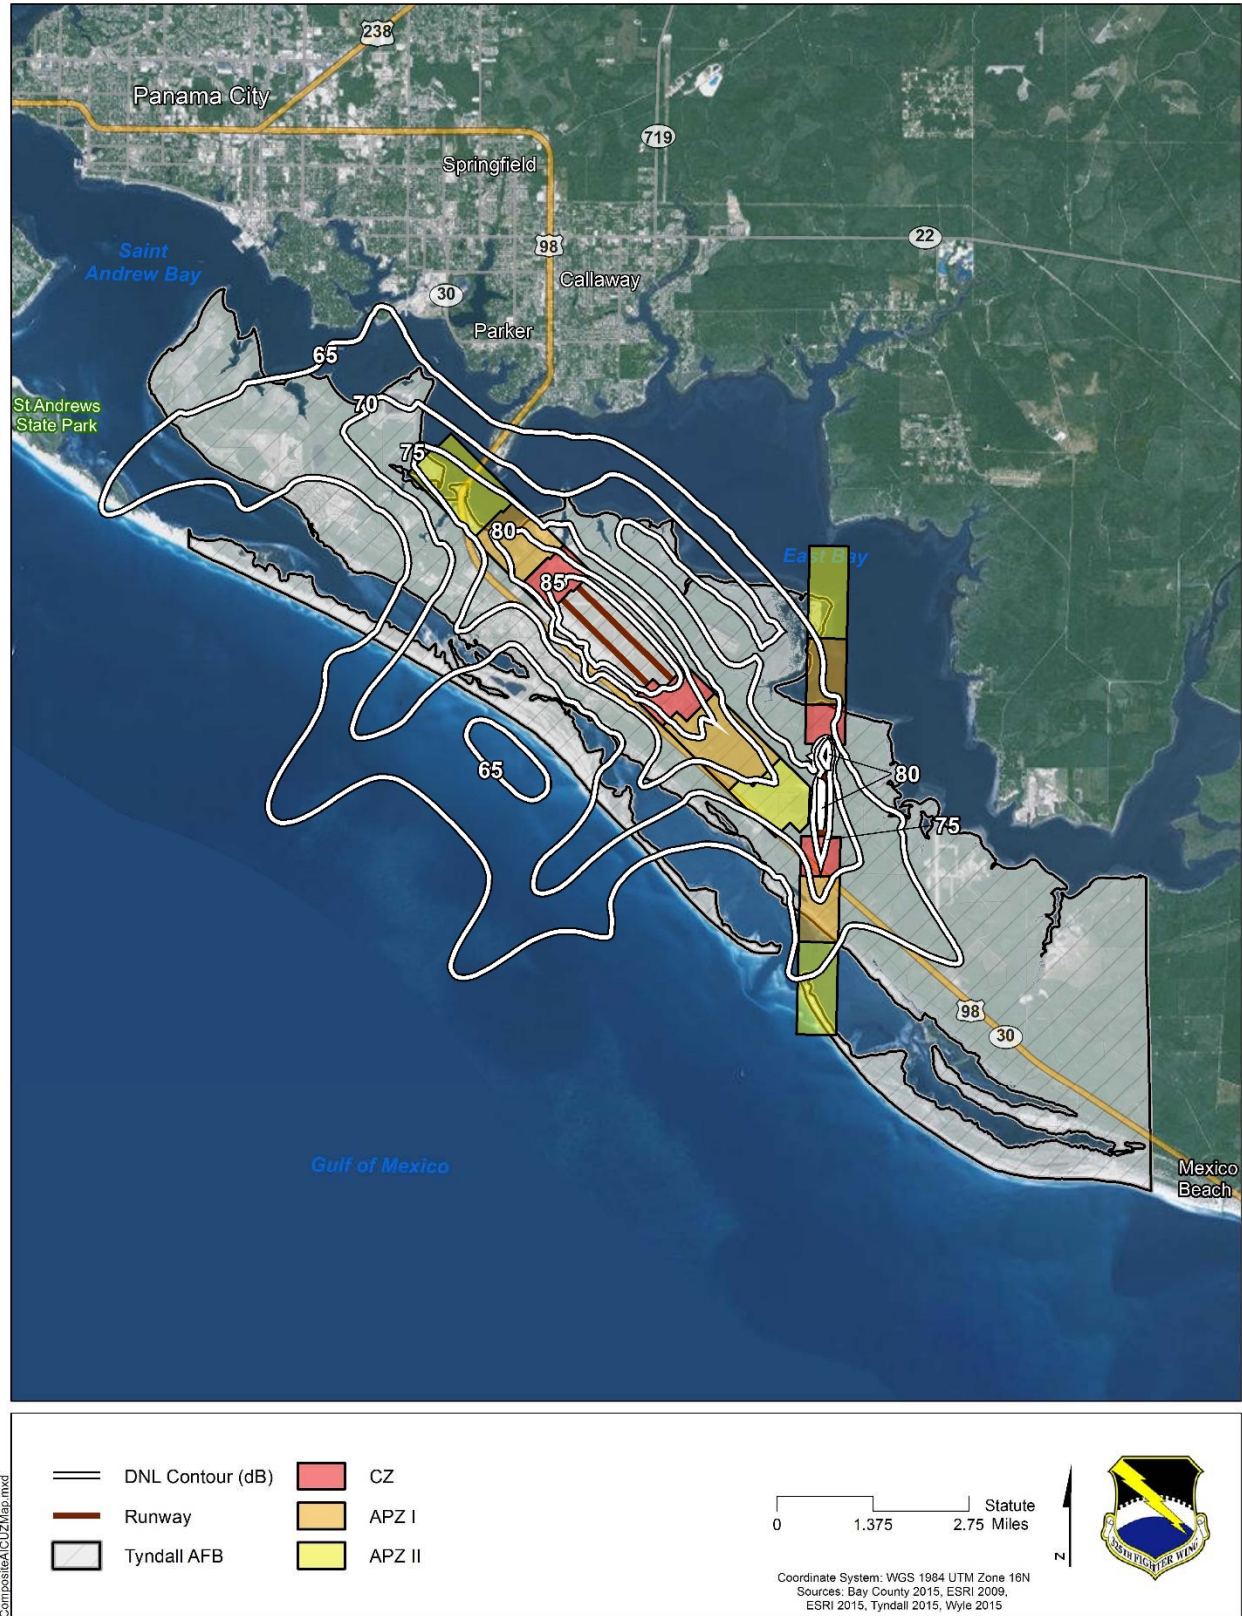 238
Panama City
719
Springfield
22
98
Saint
Andrew Bay
Callaway
30
Parker
65
70
St Andrews
State Park
75
80
East Bay
85
65
80
75
98
30
Gulf of Mexico
Mexico
Beach
DNL Contour (dB)
CZ
Runway
APZ I
Tyndall AFB
APZ II
Statute
Miles
0 1.375 2.75
N
325TH FIGHTER WING
Coordinate System: WGS 1984 UTM Zone 16N
Sources: Bay County 2015, ESRI 2009,
ESRI 2015, Tyndall 2015, Wyle 2015
CompositeAICUZMap.mxd